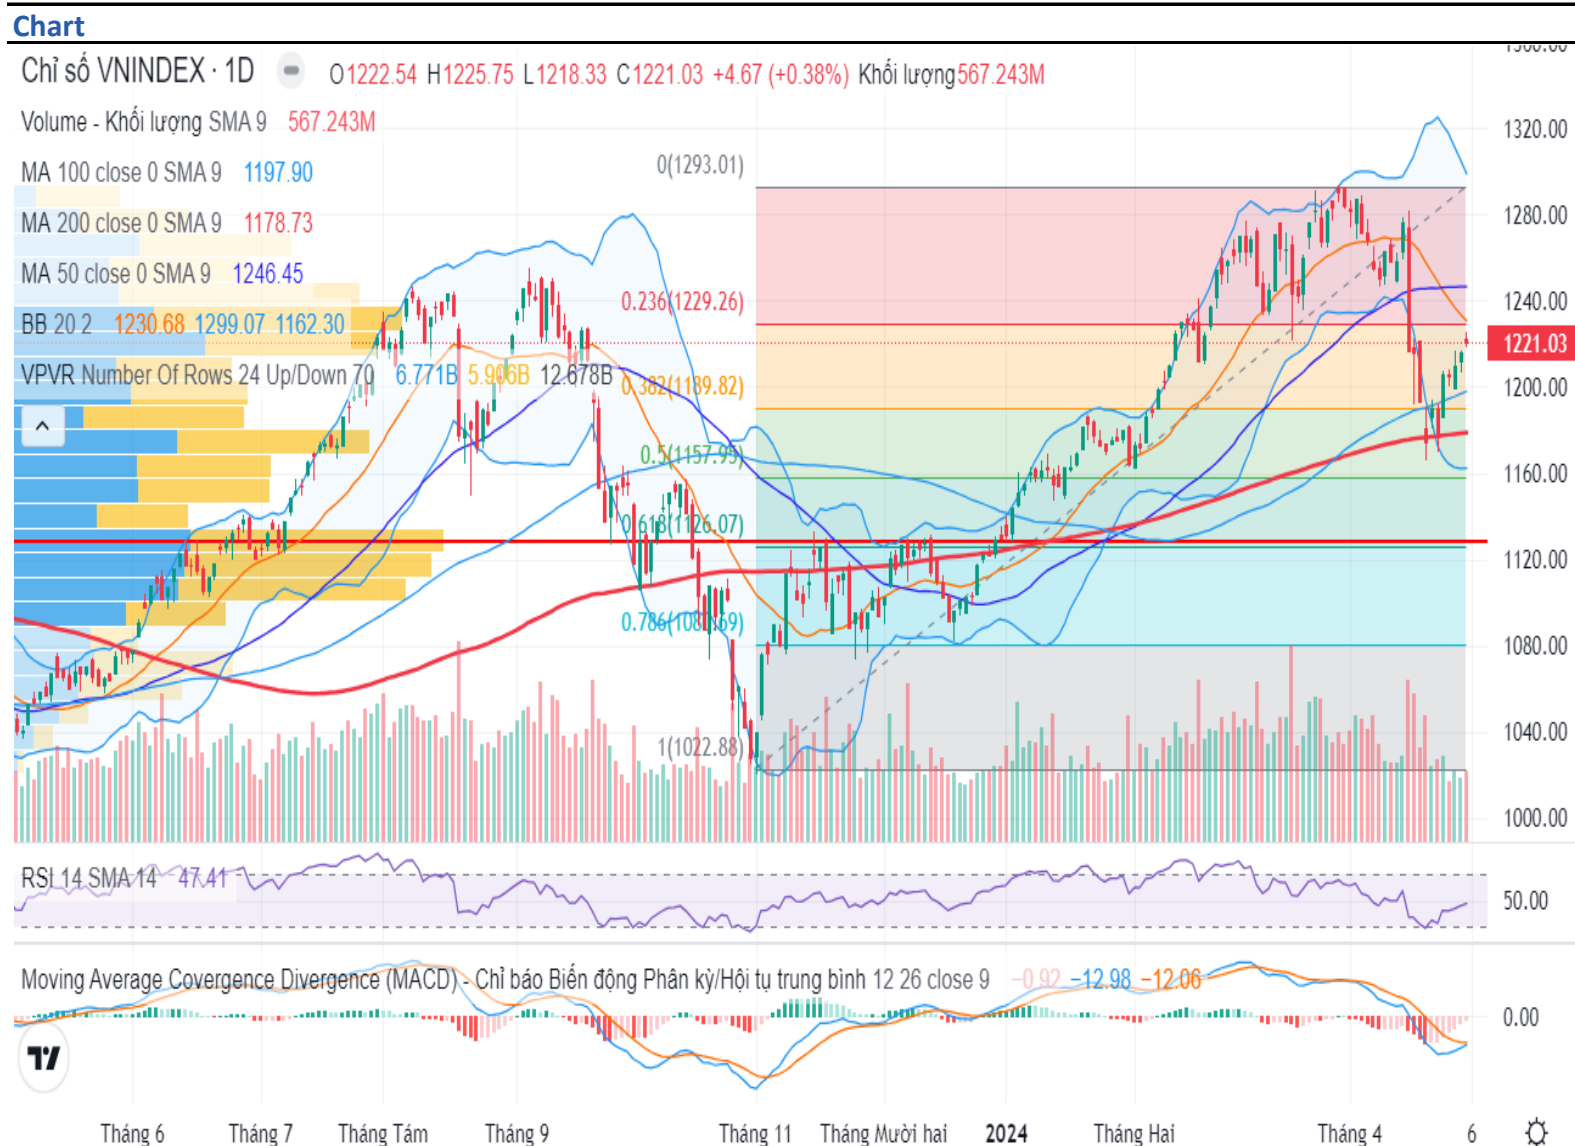 Chart
Chỉ số VNINDEX · 1D O1222.54 H1225.75 L1218.33 C1221.03 +4.67 (+0.38%) Khối lượng567.243M
Volume - Khối lượng SMA 9 567.243M
1320.00
MA 100 close 0 SMA 9 1197.90
0(1293.01)
MA 200 close 0 SMA 9 1178.73
1280.00
MA 50 close 0 SMA 9 1246.45
0.236(1229.26)
1240.00
BB 20 2 1230.68 1299.07 1162.30
1221.03
VPVR Number Of Rows 24 Up/Down 70 6.771B 5.906B 12.678B
0.382(1189.82)
1200.00
0.5(1157.95)
1160.00
0.618(1126.07)
1120.00
0.786(1080.69)
1080.00
1040.00
1(1022.88)
1000.00
RSI 14 SMA 14 47.41
50.00
Moving Average Covergence Divergence (MACD) - Chỉ báo Biến động Phân kỳ/Hội tụ trung bình 12 26 close 9 −0.92 −12.98 −12.06
0.00
Tháng 6 Tháng 7 Tháng Tám Tháng 9 Tháng 11 Tháng Mười hai 2024 Tháng Hai Tháng 4 6